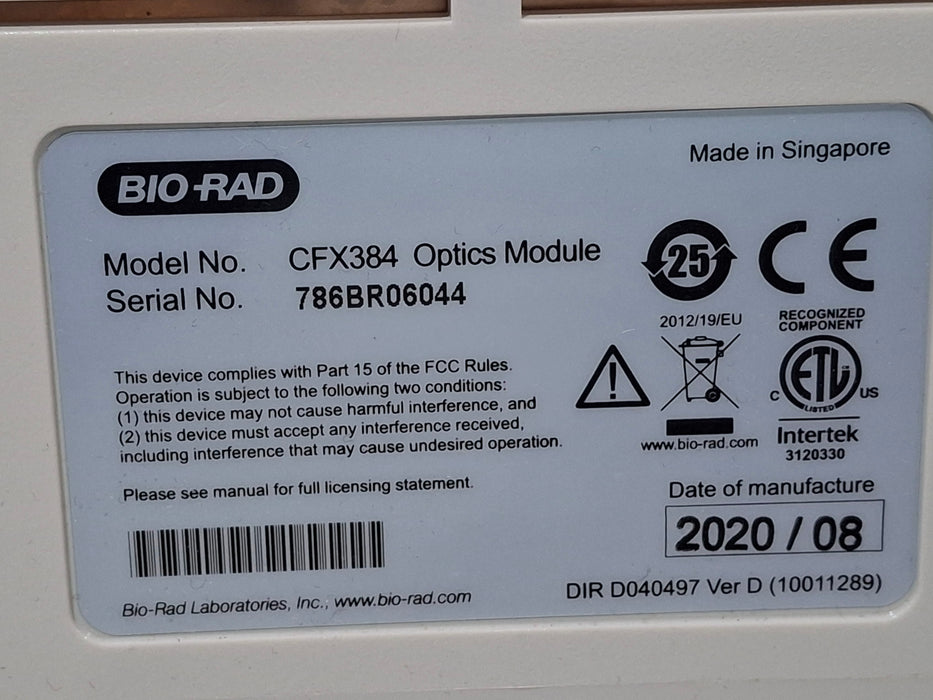 BIO-RAD
Made in Singapore
Model No. CFX384 Optics Module
Serial No. 786BR06044
25
CE
2012/19/EU
RECOGNIZED
COMPONENT
C ETL US
LISTED
Intertek
3120330
www.bio-rad.com
This device complies with Part 15 of the FCC Rules.
Operation is subject to the following two conditions:
(1) this device may not cause harmful interference, and
(2) this device must accept any interference received,
including interference that may cause undesired operation.
Please see manual for full licensing statement.
Date of manufacture
2020 / 08
Bio-Rad Laboratories, Inc., www.bio-rad.com
DIR D040497 Ver D (10011289)